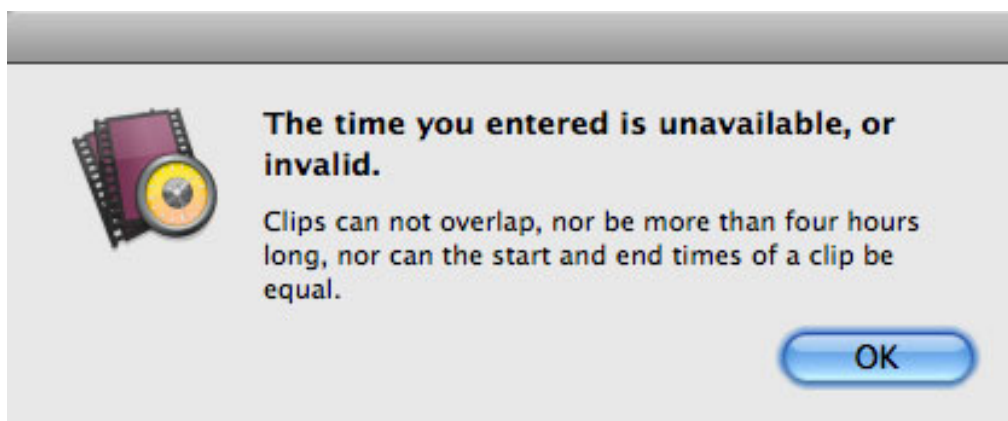 The time you entered is unavailable, or
invalid.
Clips can not overlap, nor be more than four hours
long, nor can the start and end times of a clip be
equal.
OK